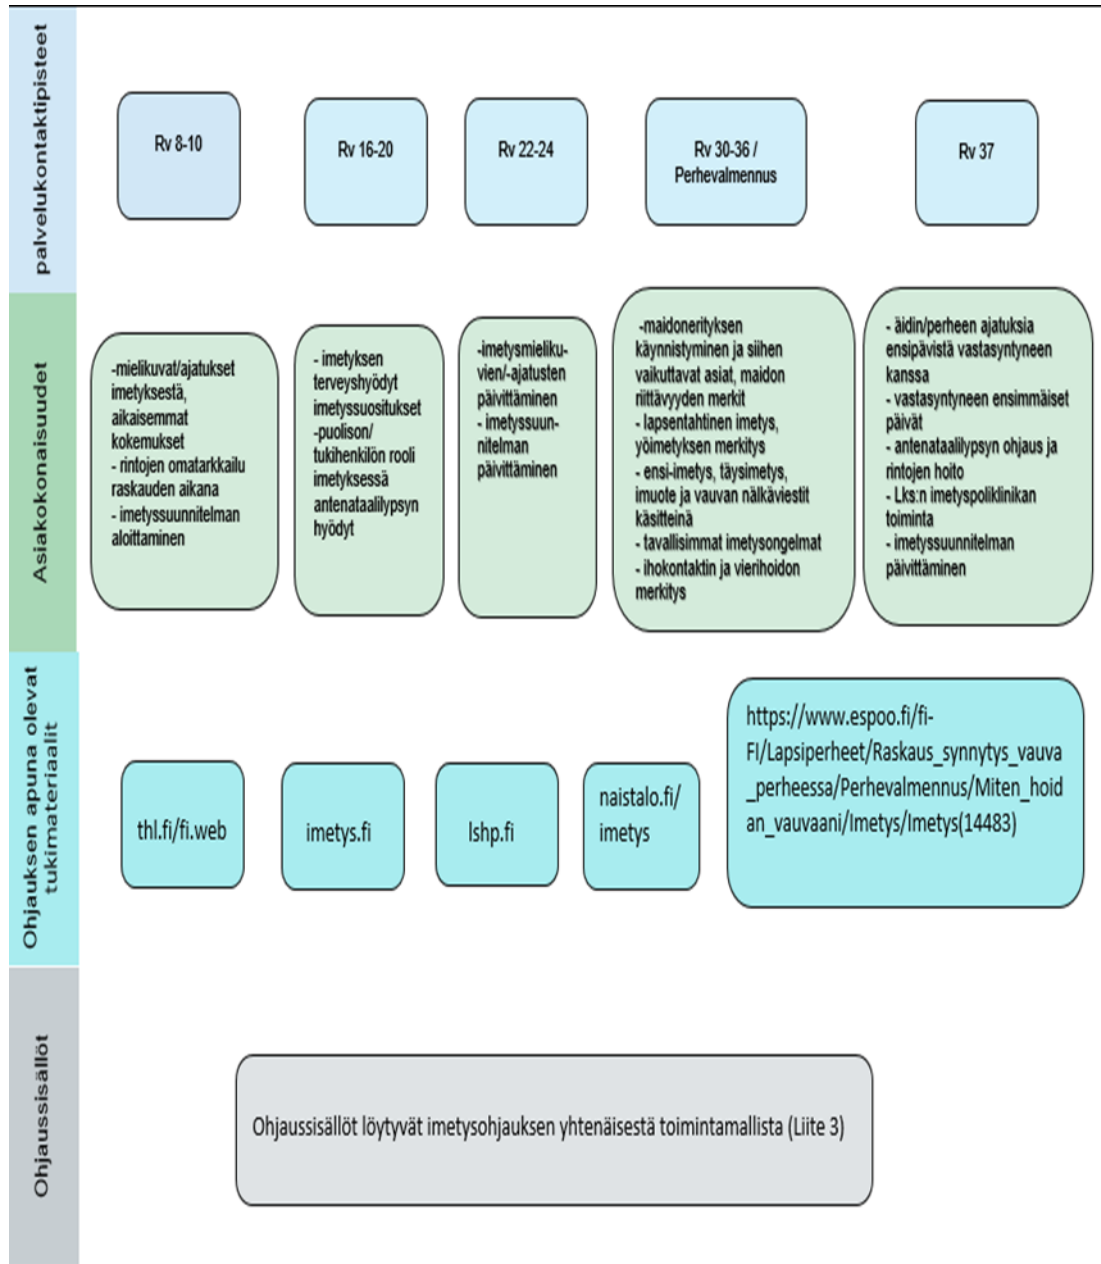 palvelukontaktipisteet
Rv 8-10
Rv 16-20
Rv 22-24
Rv 30-36 /
Perhevalmennus
Rv 37
Asiakokonaisuudet
-mielikuvat/ajatukset
imetyksestä,
aikaisemmat
kokemukset
- rintojen omatarkkailu
raskauden aikana
- imetyssuunnitelman
aloittaminen
- imetyksen
terveyshyödyt
imetyssuositukset
-puolison/
tukihenkilön rooli
imetyksessä
antenataalilypsyn
hyödyt
-imetysmieliku-
vien/-ajatusten
päivittäminen
- imetyssuun-
nitelman
päivittäminen
-maidonerityksen
käynnistyminen ja siihen
vaikuttavat asiat, maidon
riittävyyden merkit
- lapsentahtinen imetys,
yöimetyksen merkitys
- ensi-imetys, täysimetys,
imuote ja vauvan nälkäviestit
käsitteinä
- tavallisimmat imetysongelmat
- ihokontaktin ja vierihoidon
merkitys
- äidin/perheen ajatuksia
ensipävistä vastasyntyneen
kanssa
- vastasyntyneen ensimmäiset
päivät
- antenataalilypsyn ohjaus ja
rintojen hoito
- Lks:n imetyspoliklinikan
toiminta
- imetyssuunnitelman
päivittäminen
Ohjauksen apuna olevat
tukimateriaalit
thl.fi/fi.web
imetys.fi
lshp.fi
naistalo.fi/
imetys
https://www.espoo.fi/fi-
FI/Lapsiperheet/Raskaus_synnytys_vauva
_perheessa/Perhevalmennus/Miten_hoid
an_vauvaani/Imetys/Imetys(14483)
Ohjaussisällöt
Ohjaussisällöt löytyvät imetysohjauksen yhtenäisestä toimintamallista (Liite 3)